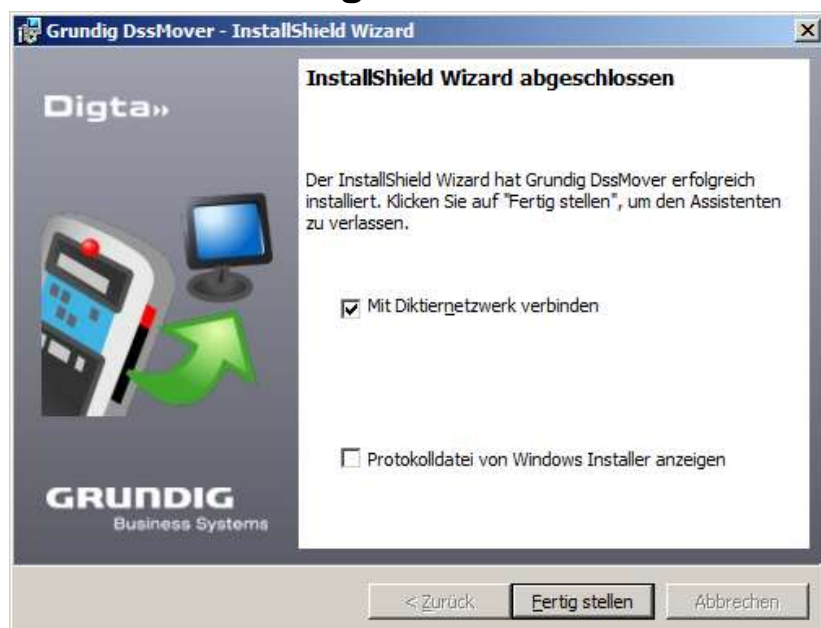 Grundig DssMover - InstallShield Wizard
Digta»
InstallShield Wizard abgeschlossen
Der InstallShield Wizard hat Grundig DssMover erfolgreich
installiert. Klicken Sie auf "Fertig stellen", um den Assistenten
zu verlassen.
Mit Diktiernetzwerk verbinden
Protokolldatei von Windows Installer anzeigen
GRUNDIG
Business Systems
< Zurück
Fertig stellen
Abbrechen